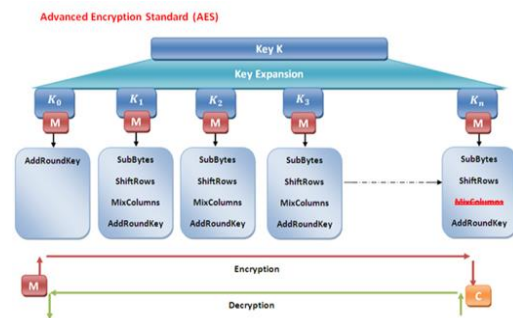 Advanced Encryption Standard (AES)
Key K
Key Expansion
K₀ K₁ K₂ K₃ Kₙ
M M M M M
AddRoundKey SubBytes SubBytes SubBytes SubBytes
ShiftRows ShiftRows ShiftRows ShiftRows
MixColumns MixColumns MixColumns MixColumns
AddRoundKey AddRoundKey AddRoundKey AddRoundKey
Encryption
M C
Decryption